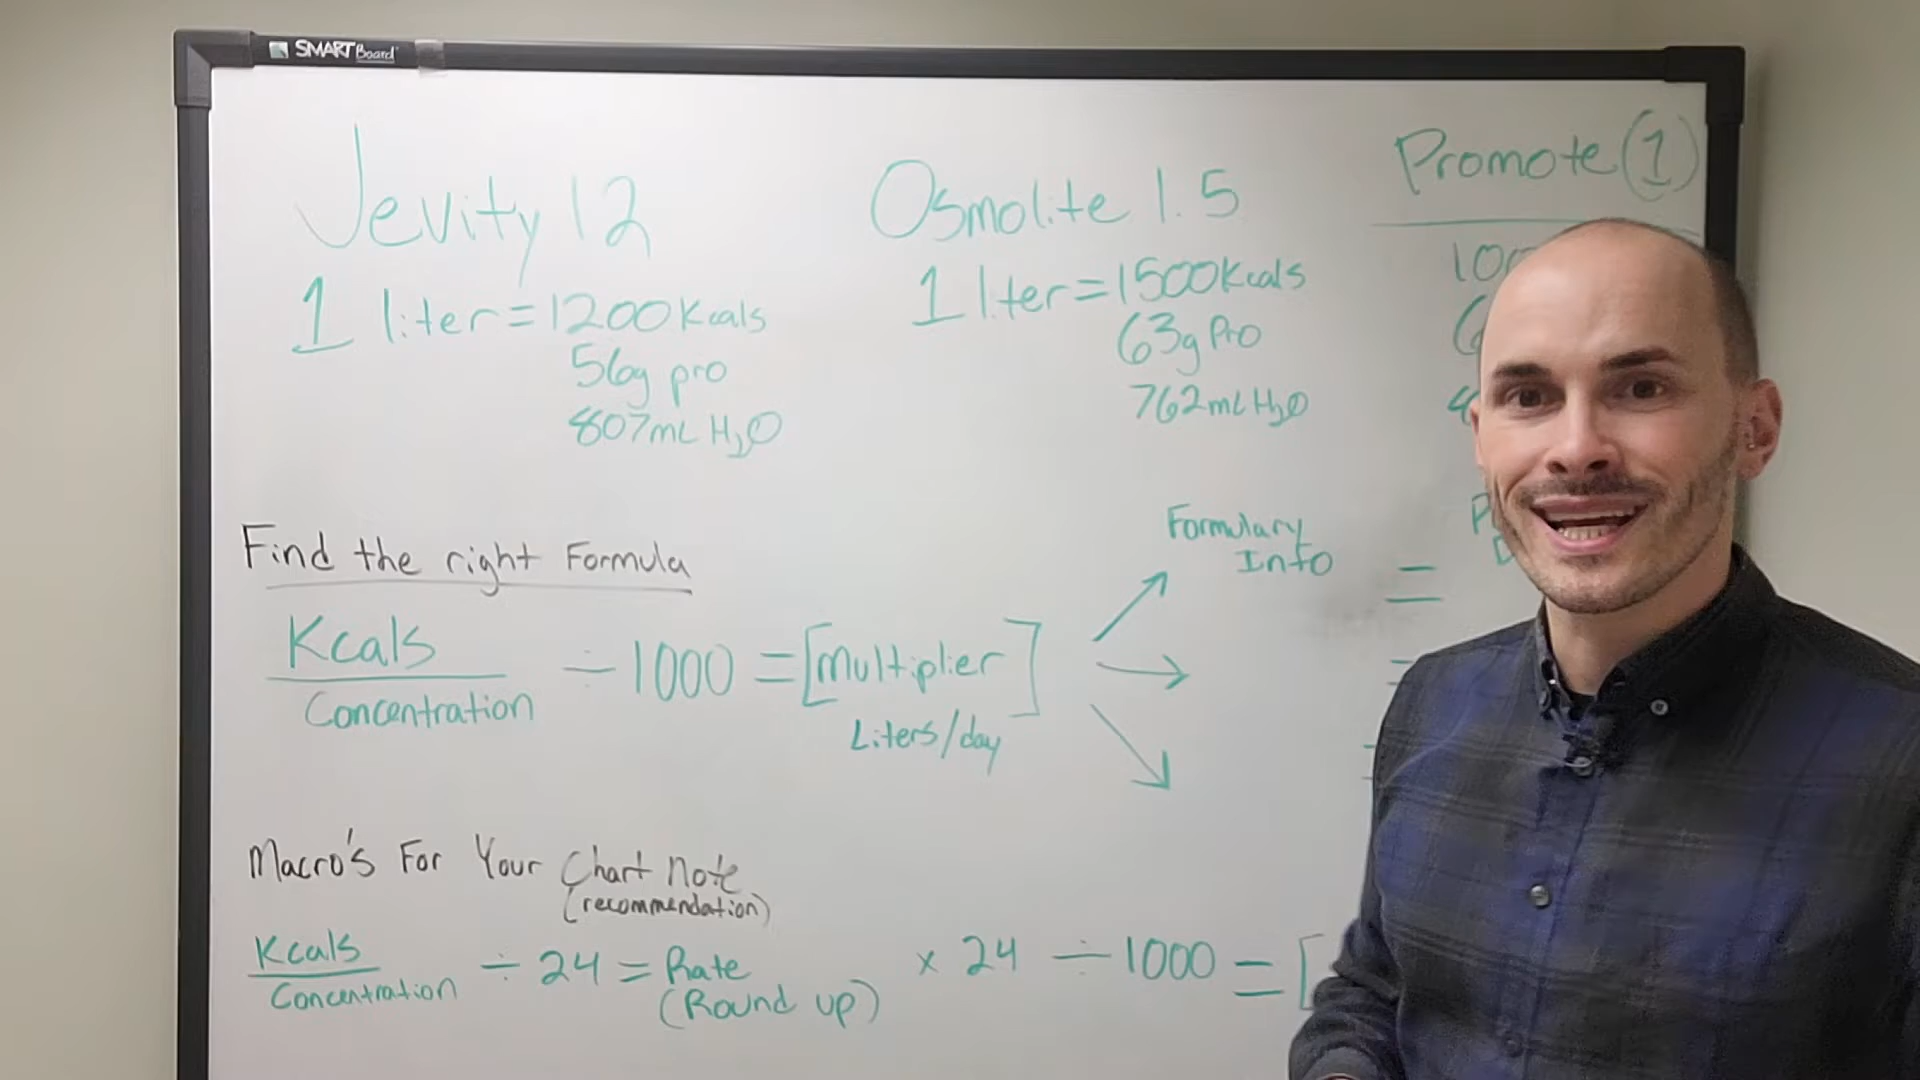 SMART Board
Jevity 12
1 liter = 1200 Kcals
56g pro
807mL H2O
Osmolite 1.5
1 liter = 1500 Kcals
63g Pro
762mL H2O
Promote (1)
Find the right Formula
Kcals
Concentration
÷ 1000 = [multiplier]
Liters/day
Formulary
Info
=
Macro's For Your Chart Note
(recommendation)
Kcals
Concentration
÷ 24 = Rate
(Round up)
× 24 ÷ 1000 = [